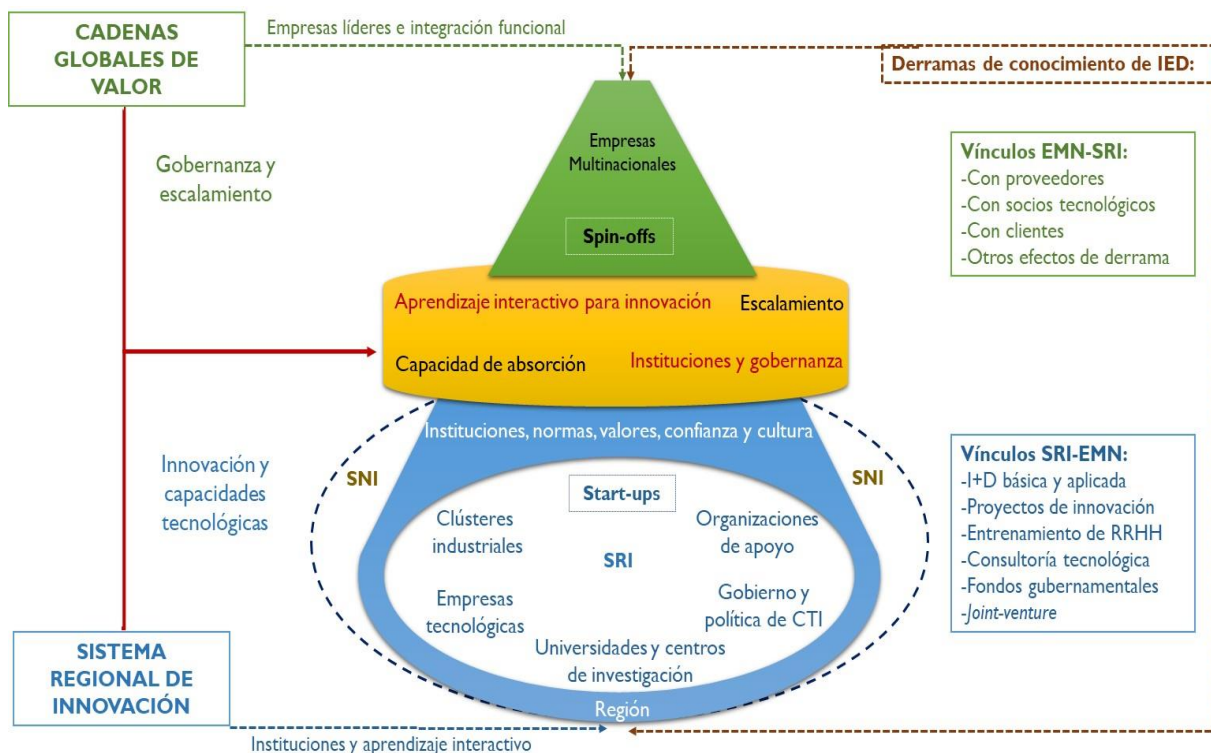 CADENAS
GLOBALES DE
VALOR
Empresas líderes e integración funcional
Derramas de conocimiento de IED:
Gobernanza y
escalamiento
Empresas
Multinacionales
Spin-offs
Vínculos EMN-SRI:
-Con proveedores
-Con socios tecnológicos
-Con clientes
-Otros efectos de derrama
Aprendizaje interactivo para innovación
Escalamiento
Capacidad de absorción
Instituciones y gobernanza
Instituciones, normas, valores, confianza y cultura
Innovación y
capacidades
tecnológicas
SNI
SNI
Start-ups
Clústeres
industriales
Organizaciones
de apoyo
SRI
Empresas
tecnológicas
Gobierno y
política de CTI
Universidades y centros
de investigación
Región
Vínculos SRI-EMN:
-I+D básica y aplicada
-Proyectos de innovación
-Entrenamiento de RRHH
-Consultoría tecnológica
-Fondos gubernamentales
-Joint-venture
SISTEMA
REGIONAL DE
INNOVACIÓN
Instituciones y aprendizaje interactivo